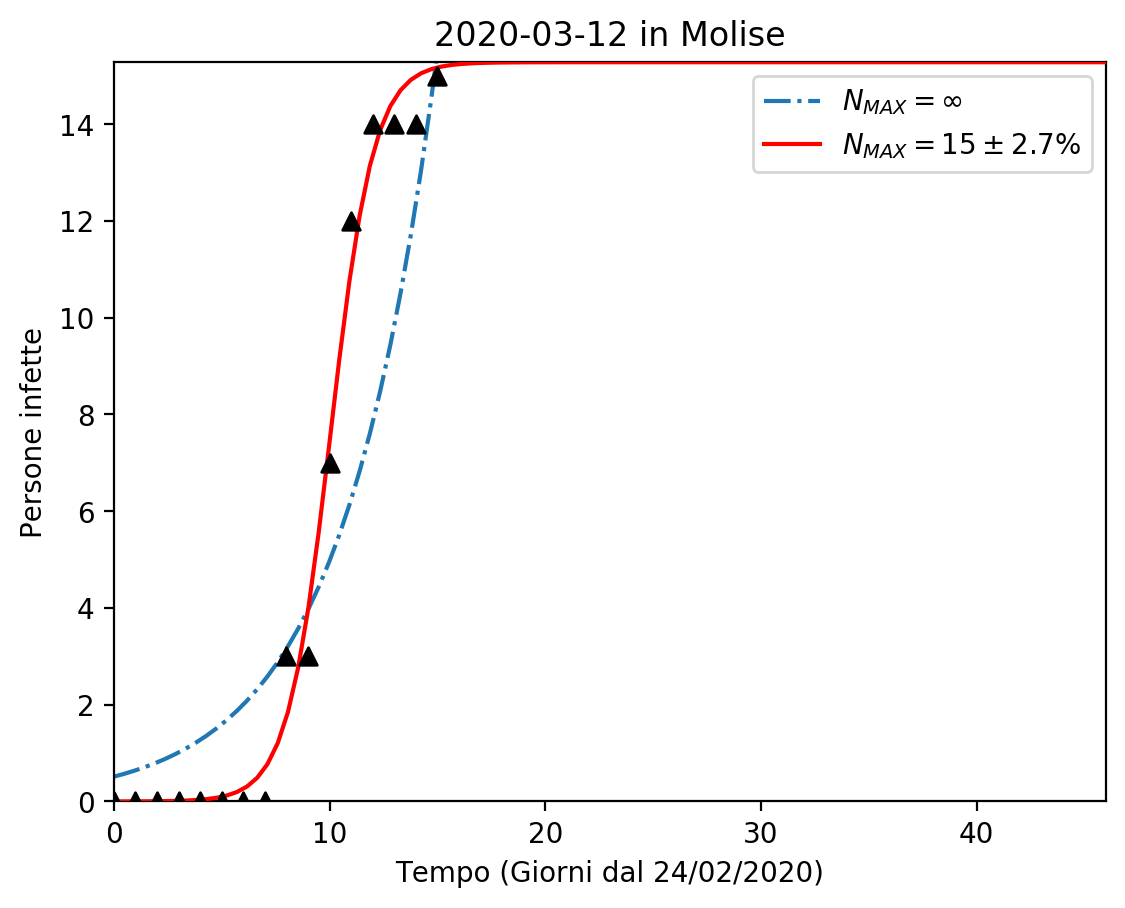 2020-03-12 in Molise
N_MAX = ∞
N_MAX = 15 ± 2.7%
14
12
10
8
6
4
2
0
Persone infette
0 10 20 30 40
Tempo (Giorni dal 24/02/2020)